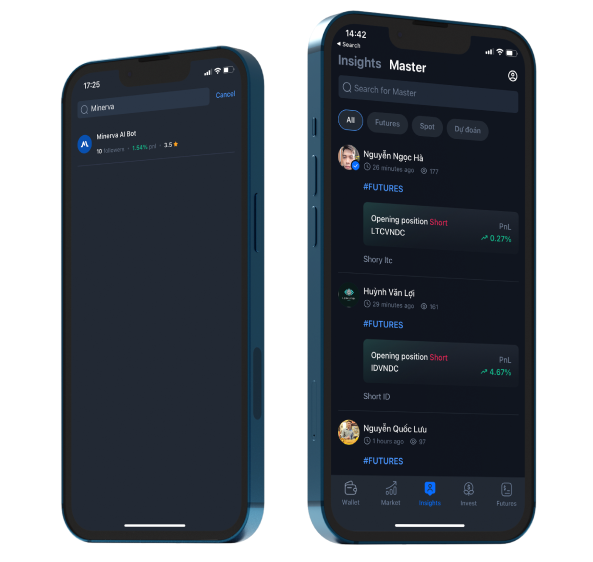 17:25
Minerva
Cancel
Minerva AI Bot
10 followers • 1.54% pnl • 3.5
14:42
Search
Insights Master
Search for Master
All Futures Spot Dự đoán
Nguyễn Ngọc Hà
26 minutes ago 177
#FUTURES
Opening position Short PnL
LTCVNDC 0.27%
Shory ltc
Huỳnh Văn Lợi
29 minutes ago 161
#FUTURES
Opening position Short PnL
IDVNDC 4.67%
Short ID
Nguyễn Quốc Lưu
1 hours ago 97
#FUTURES
Wallet Market Insights Invest Futures